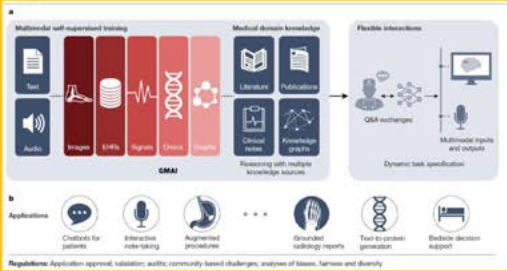 a
Multimodal self-supervised training
Medical domain knowledge
Flexible interactions
Text
Audio
Images
EHRs
Signals
Omics
Graphs
Literature
Publications
Clinical notes
Knowledge graphs
GMAI
Reasoning with multiple knowledge sources
Q&A exchanges
Multimodal inputs and outputs
Dynamic task specification
b
Applications
Chatbots for patients
Interactive note-taking
Augmented procedures
Grounded radiology reports
Text-to-protein generation
Bedside decision support
Regulations: Application approval; validation; audits; community-based challenges; analyses of biases, fairness and diversity